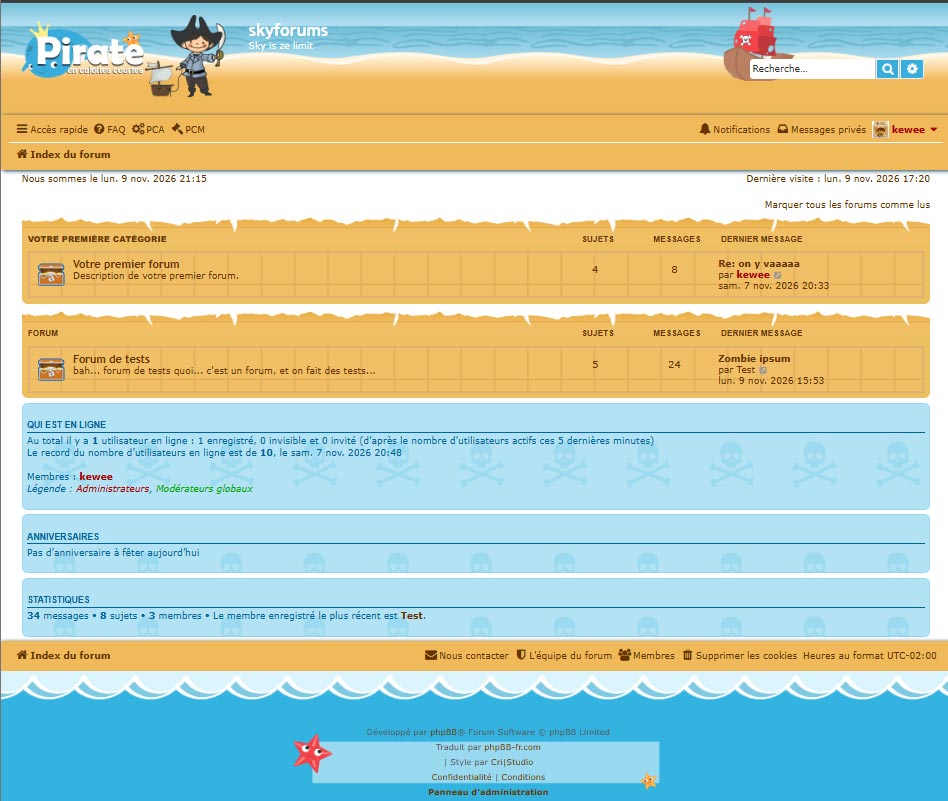 Pirate
en culottes courtes
skyforums
Sky is ze limit
Recherche…
Accès rapide FAQ PCA PCM
Notifications Messages privés kewee
Index du forum
Nous sommes le lun. 9 nov. 2026 21:15
Dernière visite : lun. 9 nov. 2026 17:20
Marquer tous les forums comme lus
VOTRE PREMIÈRE CATÉGORIE SUJETS MESSAGES DERNIER MESSAGE
Votre premier forum
Description de votre premier forum.
4 8
Re: on y vaaaaa
par kewee
sam. 7 nov. 2026 20:33
FORUM SUJETS MESSAGES DERNIER MESSAGE
Forum de tests
bah... forum de tests quoi... c'est un forum, et on fait des tests...
5 24
Zombie ipsum
par Test
lun. 9 nov. 2026 15:53
QUI EST EN LIGNE
Au total il y a 1 utilisateur en ligne : 1 enregistré, 0 invisible et 0 invité (d’après le nombre d’utilisateurs actifs ces 5 dernières minutes)
Le record du nombre d’utilisateurs en ligne est de 10, le sam. 7 nov. 2026 20:48
Membres : kewee
Légende : Administrateurs, Modérateurs globaux
ANNIVERSAIRES
Pas d’anniversaire à fêter aujourd’hui
STATISTIQUES
34 messages • 8 sujets • 3 membres • Le membre enregistré le plus récent est Test.
Index du forum
Nous contacter L’équipe du forum Membres Supprimer les cookies Heures au format UTC-02:00
Développé par phpBB® Forum Software © phpBB Limited
Traduit par phpBB-fr.com
| Style par Cri|Studio
Confidentialité | Conditions
Panneau d’administration